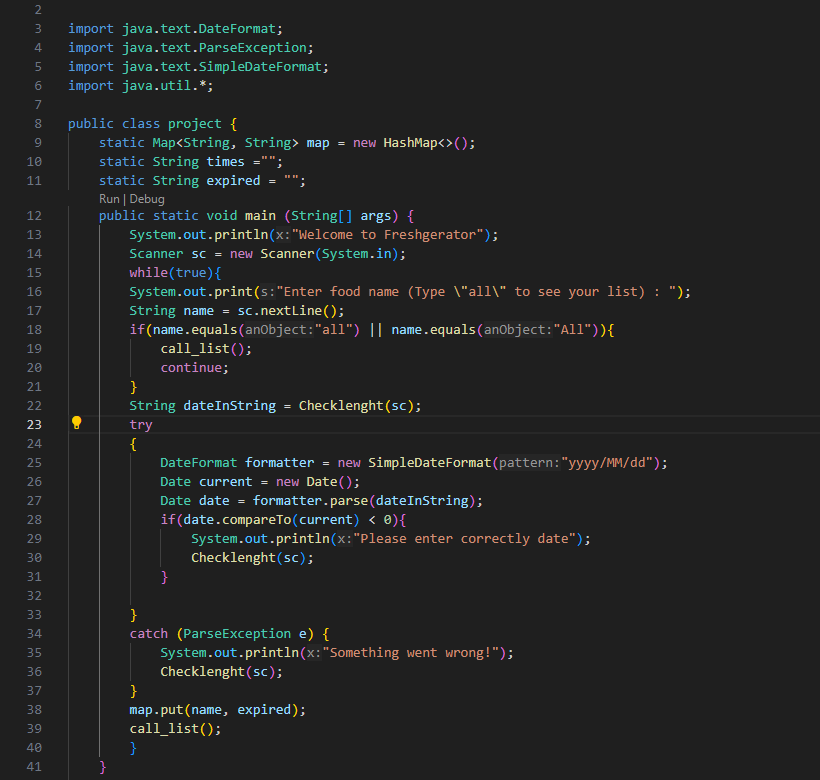 2
3 import java.text.DateFormat;
4 import java.text.ParseException;
5 import java.text.SimpleDateFormat;
6 import java.util.*;
7
8 public class project {
9 static Map<String, String> map = new HashMap<>();
10 static String times ="";
11 static String expired = "";
Run | Debug
12 public static void main (String[] args) {
13 System.out.println(x:"Welcome to Freshgerator");
14 Scanner sc = new Scanner(System.in);
15 while(true){
16 System.out.print(s:"Enter food name (Type \"all\" to see your list) : ");
17 String name = sc.nextLine();
18 if(name.equals(anObject:"all") || name.equals(anObject:"All")){
19 call_list();
20 continue;
21 }
22 String dateInString = Checklenght(sc);
23 try
24 {
25 DateFormat formatter = new SimpleDateFormat(pattern:"yyyy/MM/dd");
26 Date current = new Date();
27 Date date = formatter.parse(dateInString);
28 if(date.compareTo(current) < 0){
29 System.out.println(x:"Please enter correctly date");
30 Checklenght(sc);
31 }
32
33 }
34 catch (ParseException e) {
35 System.out.println(x:"Something went wrong!");
36 Checklenght(sc);
37 }
38 map.put(name, expired);
39 call_list();
40 }
41 }